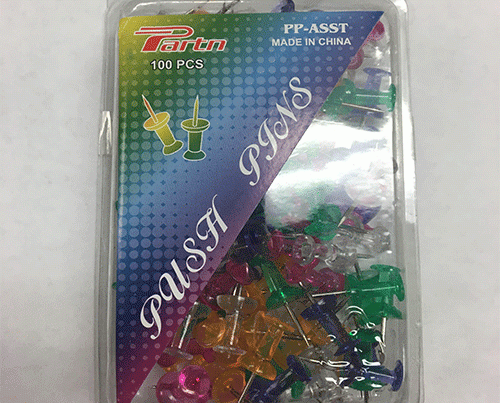 Partn
100 PCS
PP-ASST
MADE IN CHINA
PUSH PINS